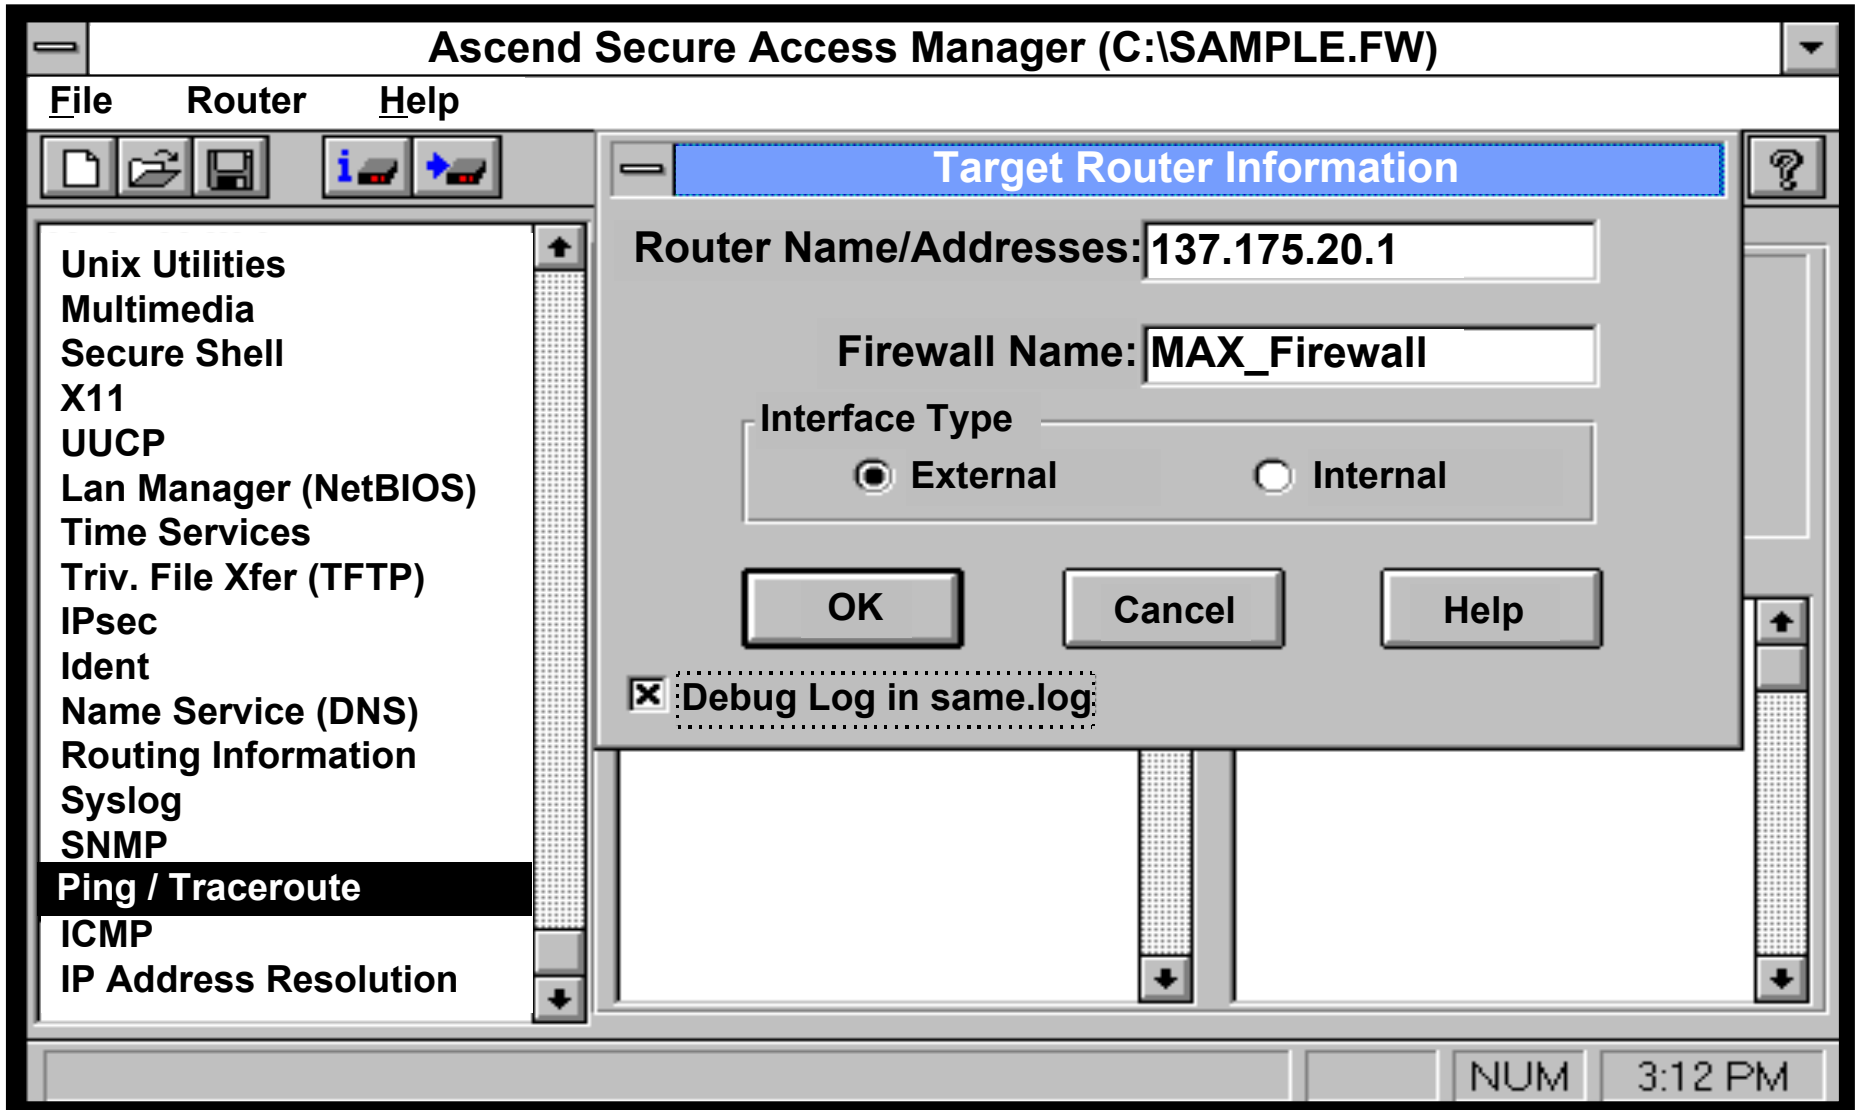 Ascend Secure Access Manager (C:\SAMPLE.FW)
File Router Help
i
?
Target Router Information
Router Name/Addresses: 137.175.20.1
Firewall Name: MAX_Firewall
Interface Type
External Internal
OK Cancel Help
Debug Log in same.log
Unix Utilities
Multimedia
Secure Shell
X11
UUCP
Lan Manager (NetBIOS)
Time Services
Triv. File Xfer (TFTP)
IPsec
Ident
Name Service (DNS)
Routing Information
Syslog
SNMP
Ping / Traceroute
ICMP
IP Address Resolution
NUM 3:12 PM